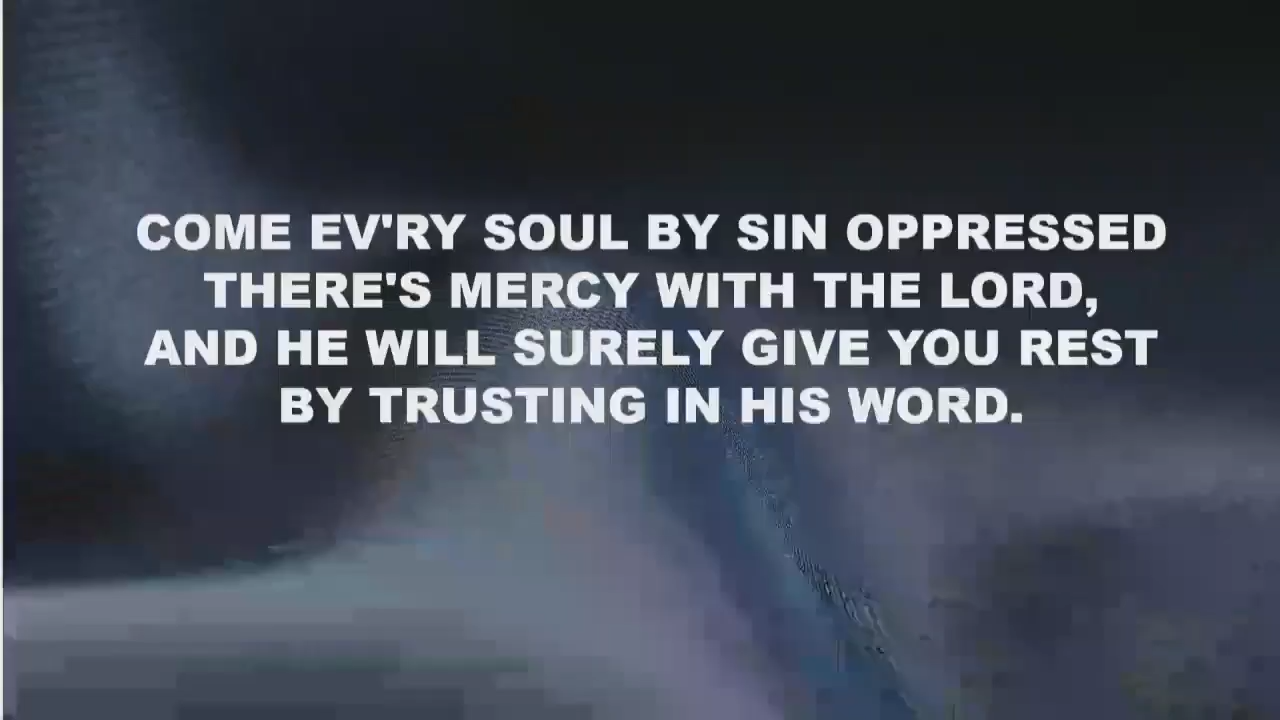 COME EV'RY SOUL BY SIN OPPRESSED
THERE'S MERCY WITH THE LORD,
AND HE WILL SURELY GIVE YOU REST
BY TRUSTING IN HIS WORD.